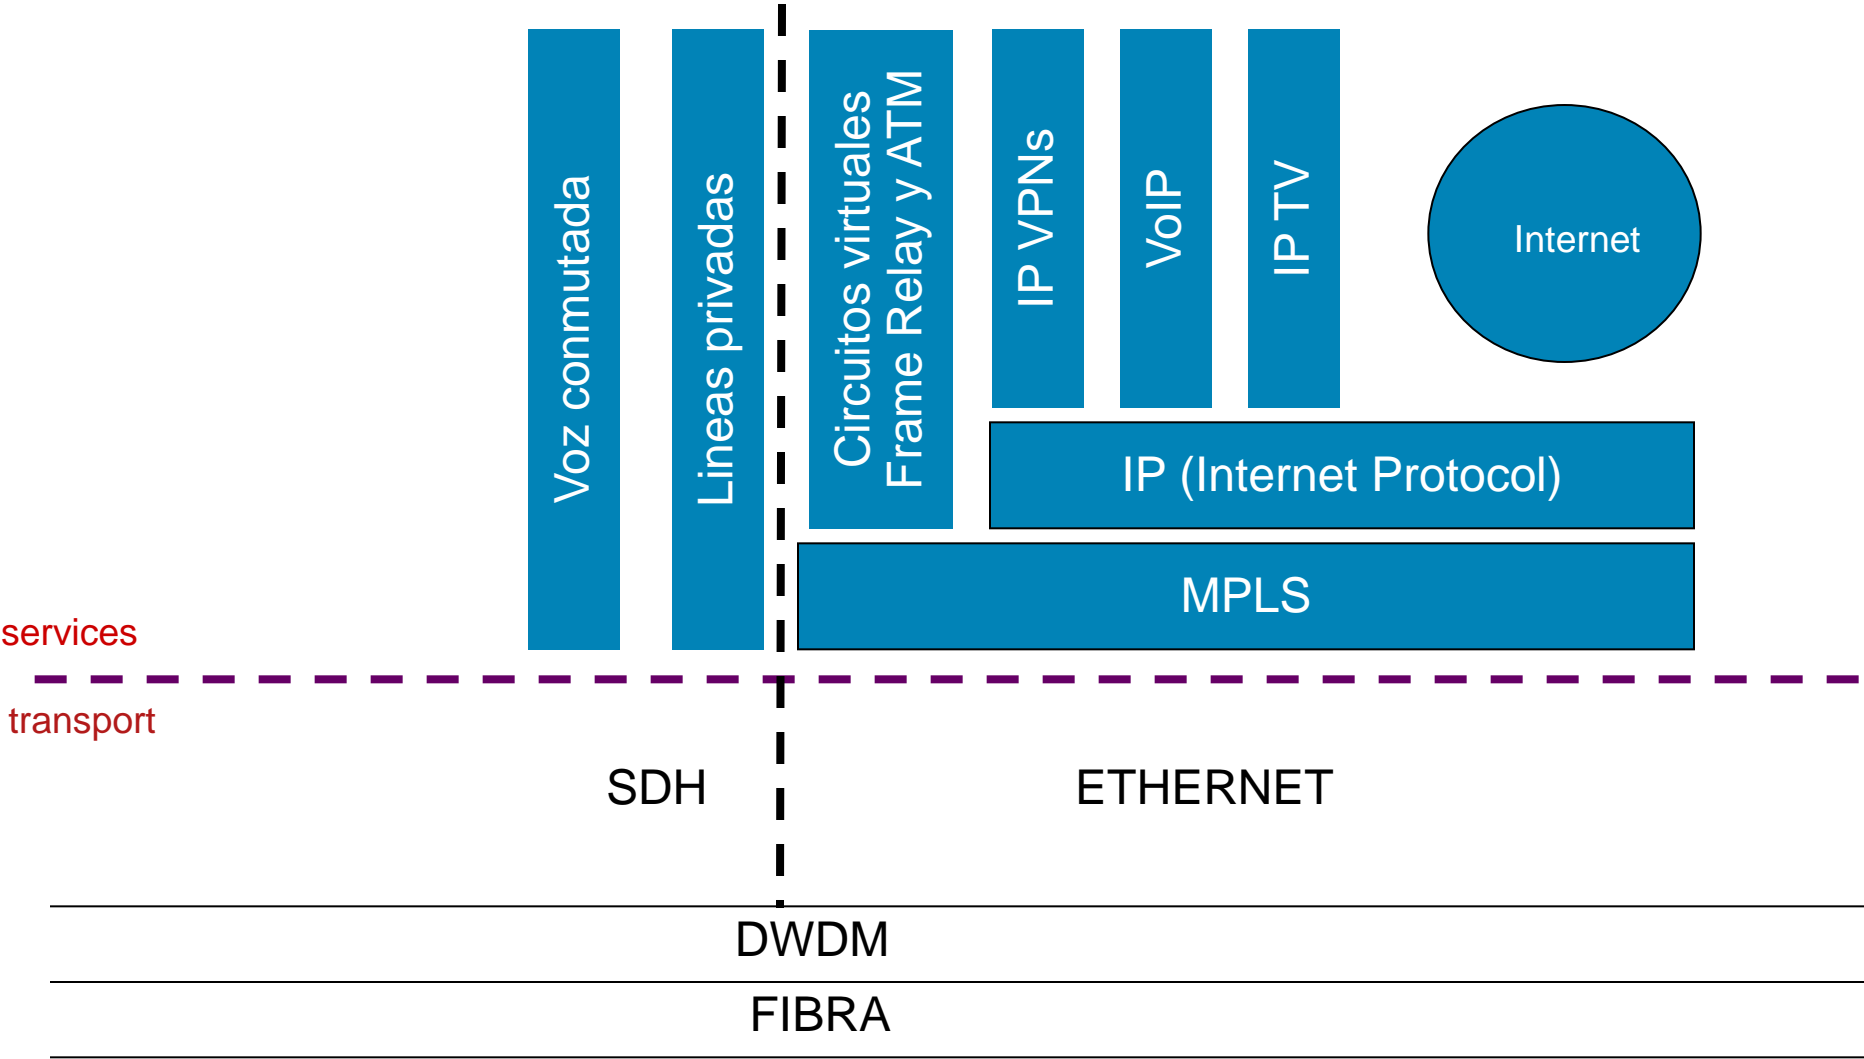 Voz conmutada
Lineas privadas
Circuitos virtuales
Frame Relay y ATM
IP VPNs
VoIP
IP TV
Internet
IP (Internet Protocol)
MPLS
services
transport
SDH
ETHERNET
DWDM
FIBRA